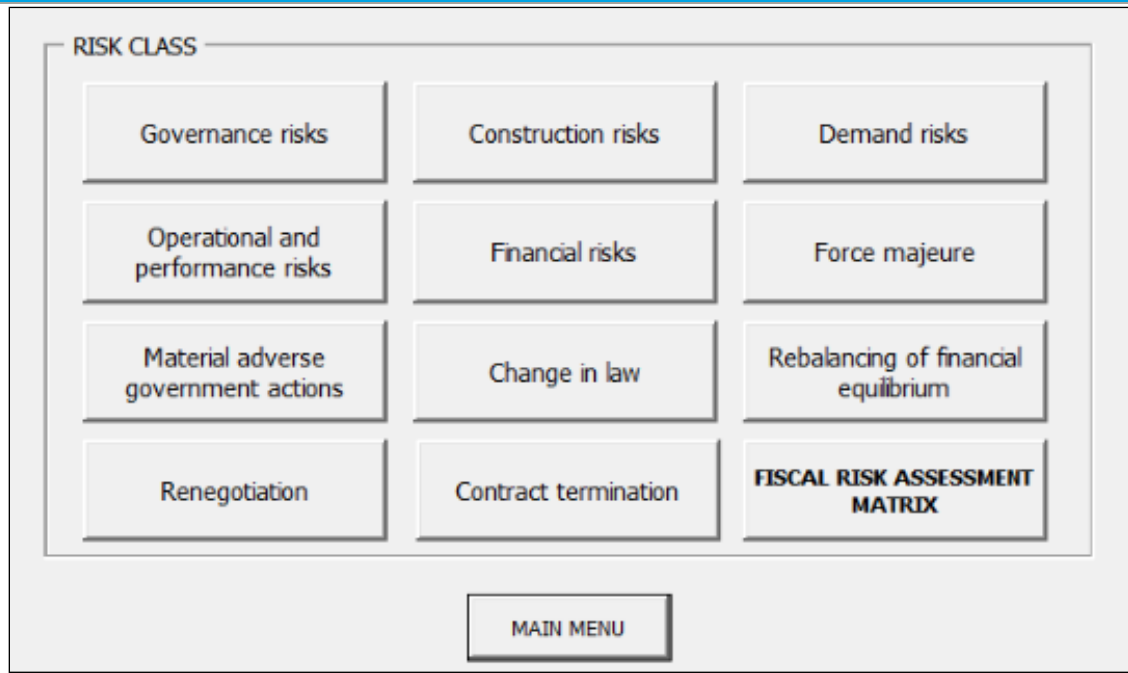 RISK CLASS
Governance risks
Construction risks
Demand risks
Operational and
performance risks
Financial risks
Force majeure
Material adverse
government actions
Change in law
Rebalancing of financial
equilibrium
Renegotiation
Contract termination
FISCAL RISK ASSESSMENT
MATRIX
MAIN MENU